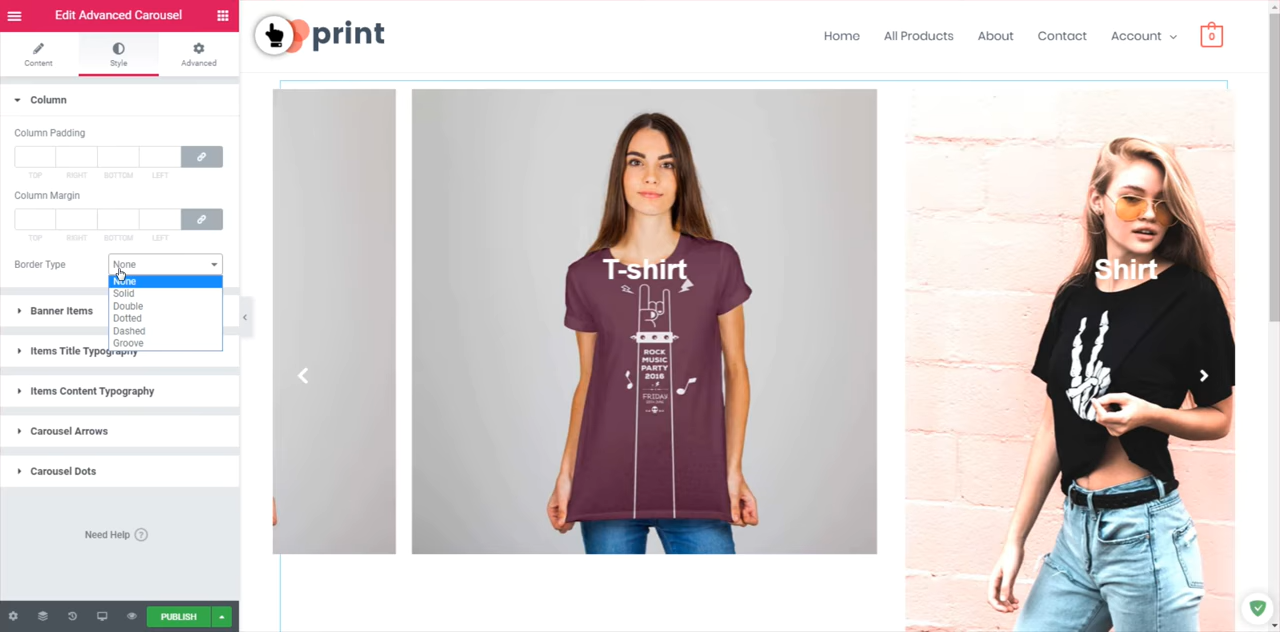 Edit Advanced Carousel
Content
Style
Advanced
Column
Column Padding
TOP RIGHT BOTTOM LEFT
Column Margin
TOP RIGHT BOTTOM LEFT
Border Type
None
None
Solid
Double
Dotted
Dashed
Groove
Banner Items
Items Title Typography
Items Content Typography
Carousel Arrows
Carousel Dots
Need Help ?
PUBLISH
print
Home
All Products
About
Contact
Account
0
T-shirt
ROCK
MUSIC
PARTY
2016
FRIDAY
Shirt